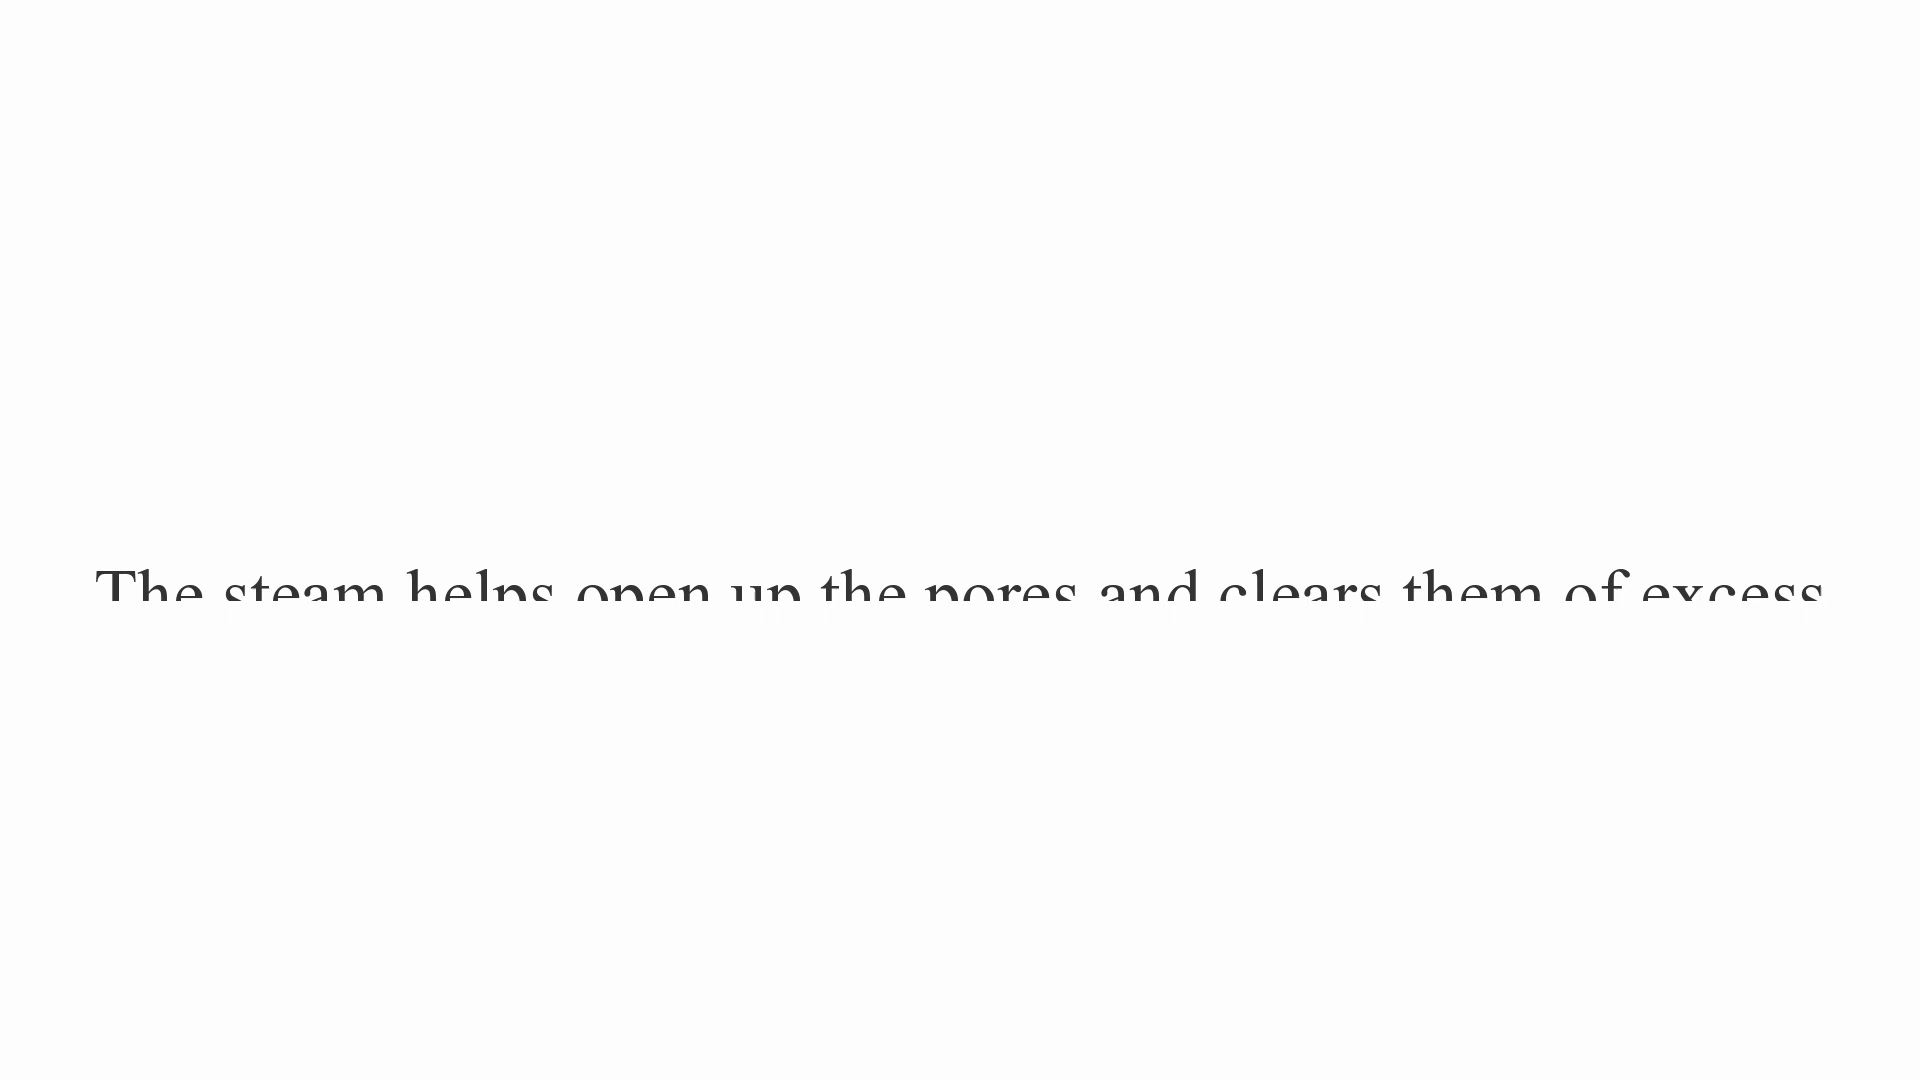 The steam helps open up the pores and clears them of excess